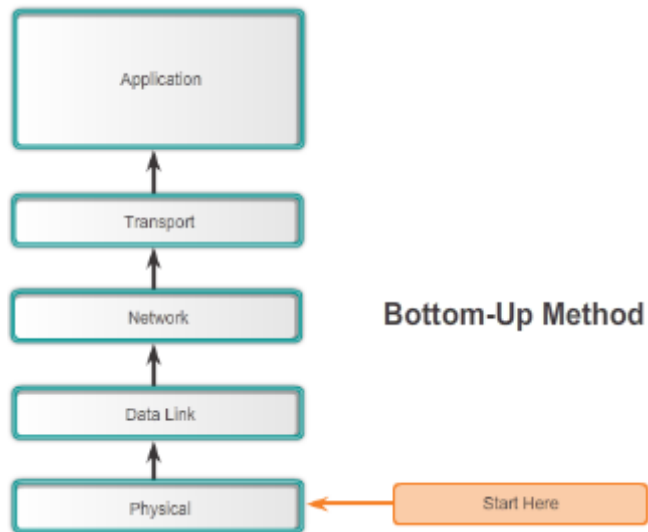 Application
Transport
Network
Bottom-Up Method
Data Link
Physical
Start Here